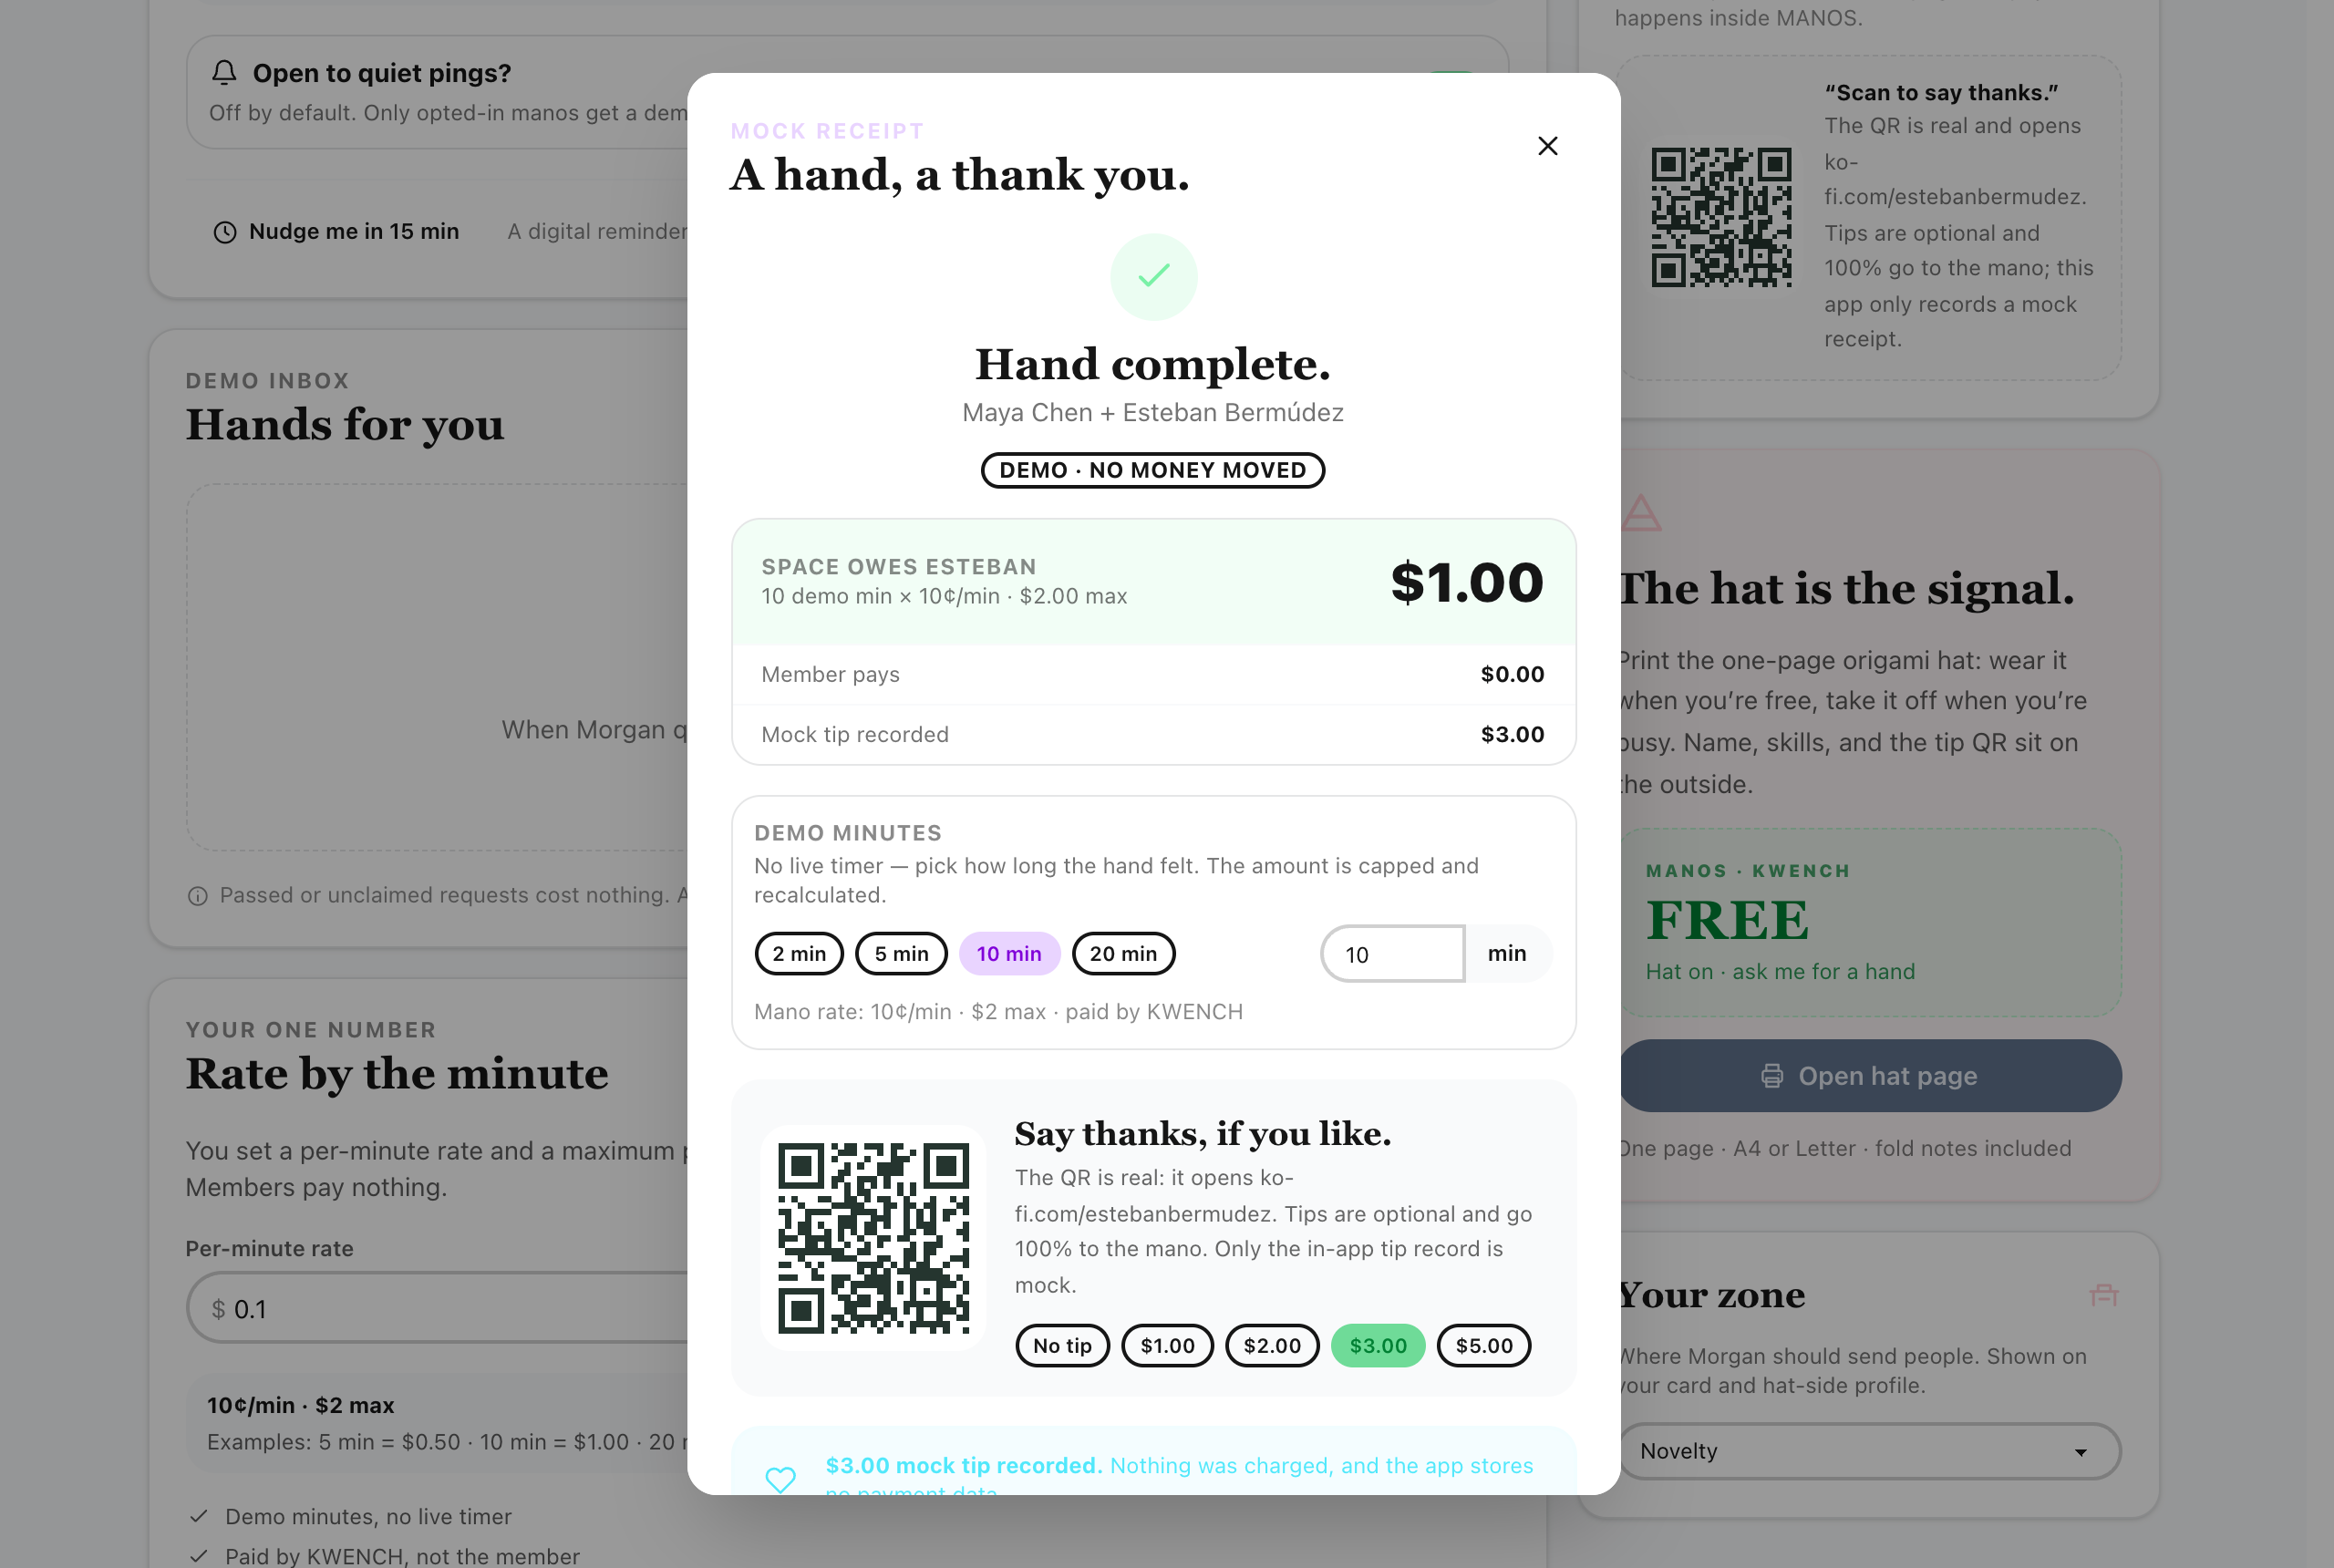 happens inside MANOS.
Open to quiet pings?
Off by default. Only opted-in manos get a dem
Nudge me in 15 min
A digital reminder
DEMO INBOX
Hands for you
When Morgan q
Passed or unclaimed requests cost nothing. A
YOUR ONE NUMBER
Rate by the minute
You set a per-minute rate and a maximum p
Members pay nothing.
Per-minute rate
$ 0.1
10¢/min · $2 max
Examples: 5 min = $0.50 · 10 min = $1.00 · 20 r
Demo minutes, no live timer
Paid by KWENCH, not the member
MOCK RECEIPT
A hand, a thank you.
Hand complete.
Maya Chen + Esteban Bermúdez
DEMO · NO MONEY MOVED
SPACE OWES ESTEBAN
10 demo min × 10¢/min · $2.00 max
$1.00
Member pays
$0.00
Mock tip recorded
$3.00
DEMO MINUTES
No live timer — pick how long the hand felt. The amount is capped and
recalculated.
2 min
5 min
10 min
20 min
10
min
Mano rate: 10¢/min · $2 max · paid by KWENCH
Say thanks, if you like.
The QR is real: it opens ko-
fi.com/estebanbermudez. Tips are optional and go
100% to the mano. Only the in-app tip record is
mock.
No tip
$1.00
$2.00
$3.00
$5.00
$3.00 mock tip recorded. Nothing was charged, and the app stores
no payment data
“Scan to say thanks.”
The QR is real and opens
ko-
fi.com/estebanbermudez.
Tips are optional and
100% go to the mano; this
app only records a mock
receipt.
The hat is the signal.
Print the one-page origami hat: wear it
when you’re free, take it off when you’re
busy. Name, skills, and the tip QR sit on
the outside.
MANOS · KWENCH
FREE
Hat on · ask me for a hand
Open hat page
One page · A4 or Letter · fold notes included
Your zone
Where Morgan should send people. Shown on
your card and hat-side profile.
Novelty